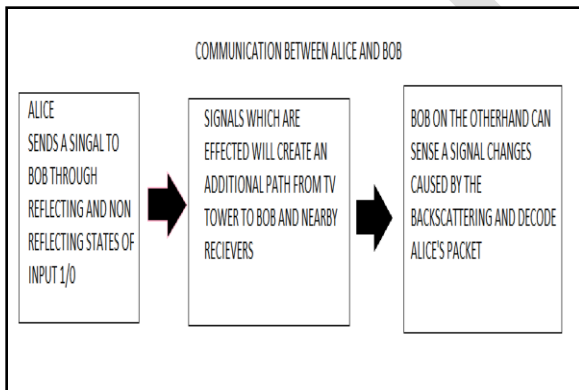 COMMUNICATION BETWEEN ALICE AND BOB
ALICE
SENDS A SINGAL TO
BOB THROUGH
REFLECTING AND NON
REFLECTING STATES OF
INPUT 1/0
SIGNALS WHICH ARE
EFFECTED WILL CREATE AN
ADDITIONAL PATH FROM TV
TOWER TO BOB AND NEARBY
RECIEVERS
BOB ON THE OTHERHAND CAN
SENSE A SIGNAL CHANGES
CAUSED BY THE
BACKSCATTERING AND DECODE
ALICE'S PACKET